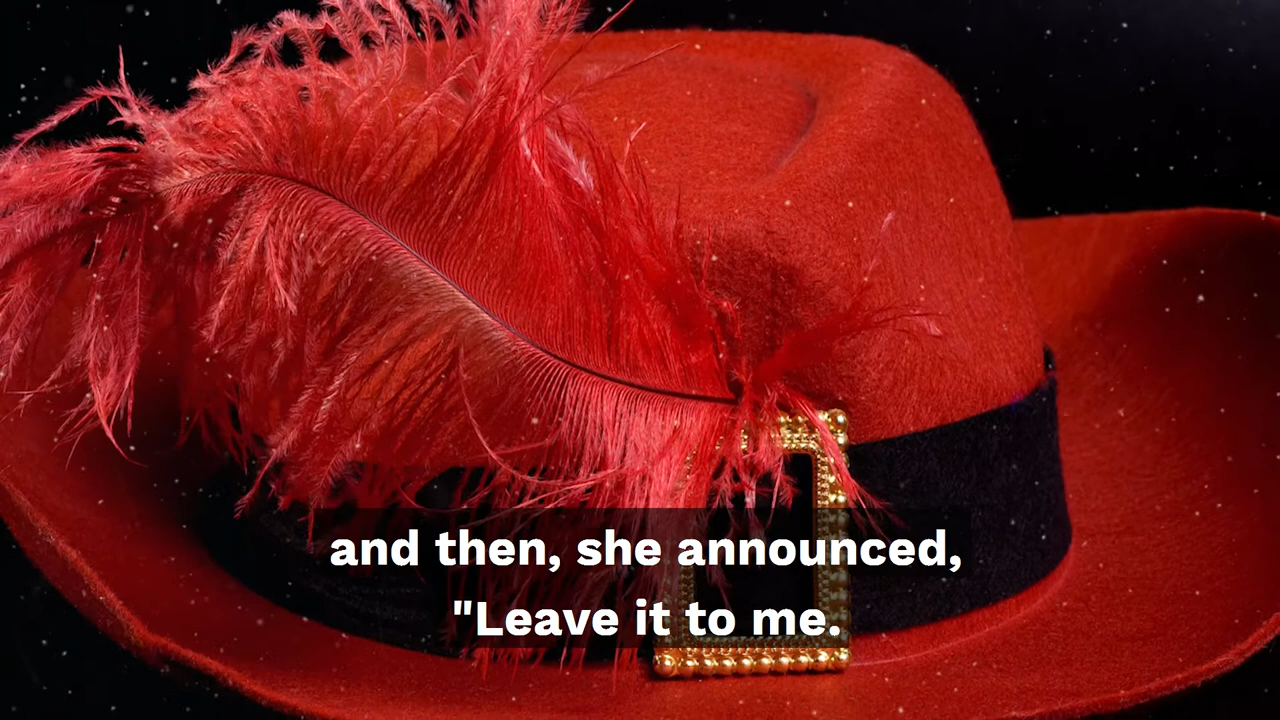 and then, she announced,
"Leave it to me.